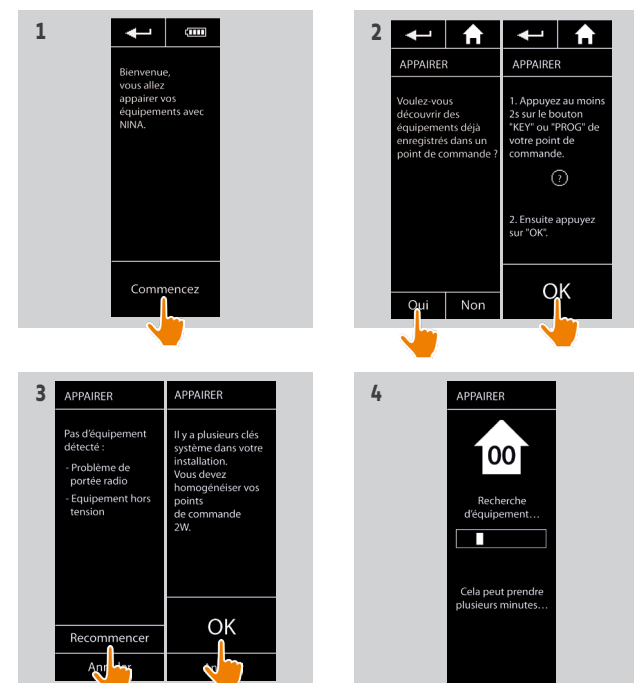 1
Bienvenue,
vous allez
appairer vos
équipements avec
NINA.
Commencez
2
APPAIRER
Voulez-vous
découvrir des
équipements déjà
enregistrés dans un
point de commande ?
Oui
Non
APPAIRER
1. Appuyez au moins
2s sur le bouton
"KEY" ou "PROG" de
votre point de
commande.
?
2. Ensuite appuyez
sur "OK".
OK
3
APPAIRER
Pas d'équipement
détecté :
- Problème de
portée radio
- Equipement hors
tension
Recommencer
APPAIRER
Il y a plusieurs clés
système dans votre
installation.
Vous devez
homogénéiser vos
points
de commande
2W.
OK
4
APPAIRER
00
Recherche
d'équipement…
Cela peut prendre
plusieurs minutes…